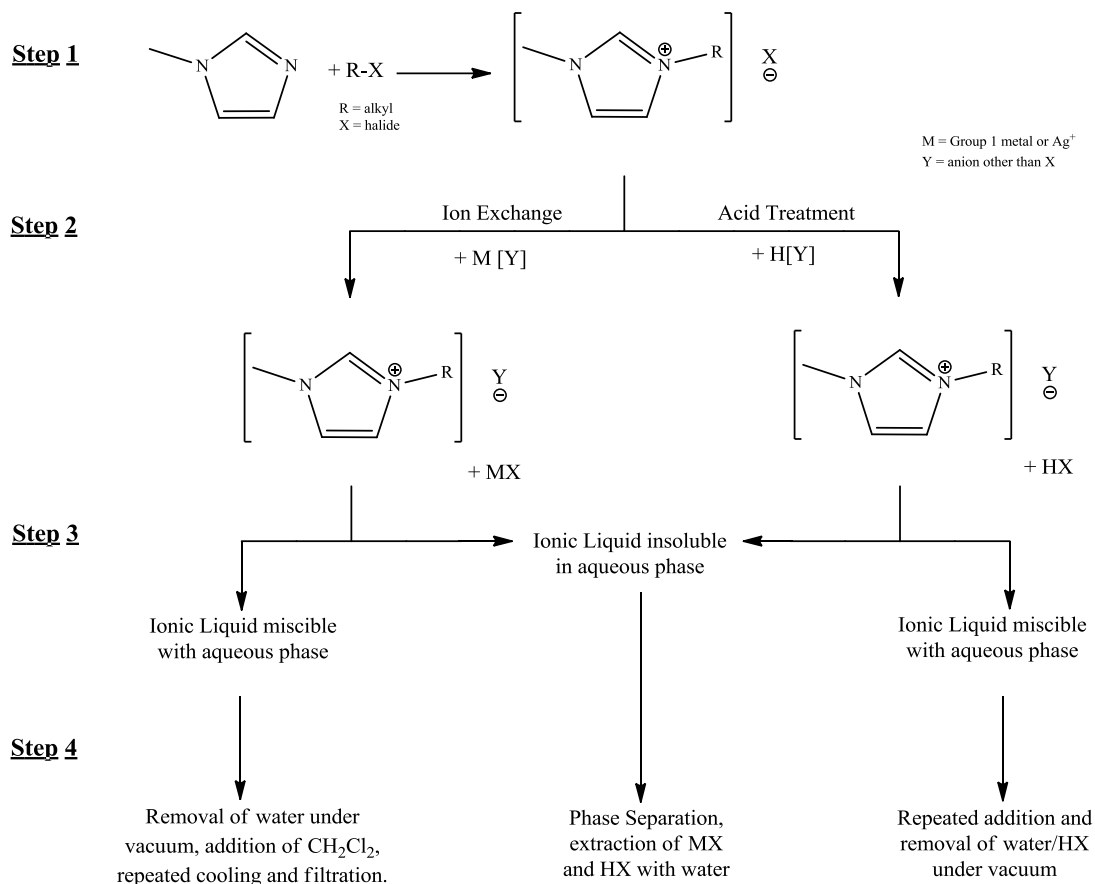 Step 1
N
N
+ R-X
R = alkyl
X = halide
N
N
⊕
R
X
⊖
M = Group 1 metal or Ag⁺
Y = anion other than X
Step 2
Ion Exchange
Acid Treatment
+ M [Y]
+ H[Y]
N
N
⊕
R
Y
⊖
+ MX
N
N
⊕
R
Y
⊖
+ HX
Step 3
Ionic Liquid insoluble
in aqueous phase
Ionic Liquid miscible
with aqueous phase
Ionic Liquid miscible
with aqueous phase
Step 4
Removal of water under
vacuum, addition of CH₂Cl₂,
repeated cooling and filtration.
Phase Separation,
extraction of MX
and HX with water
Repeated addition and
removal of water/HX
under vacuum